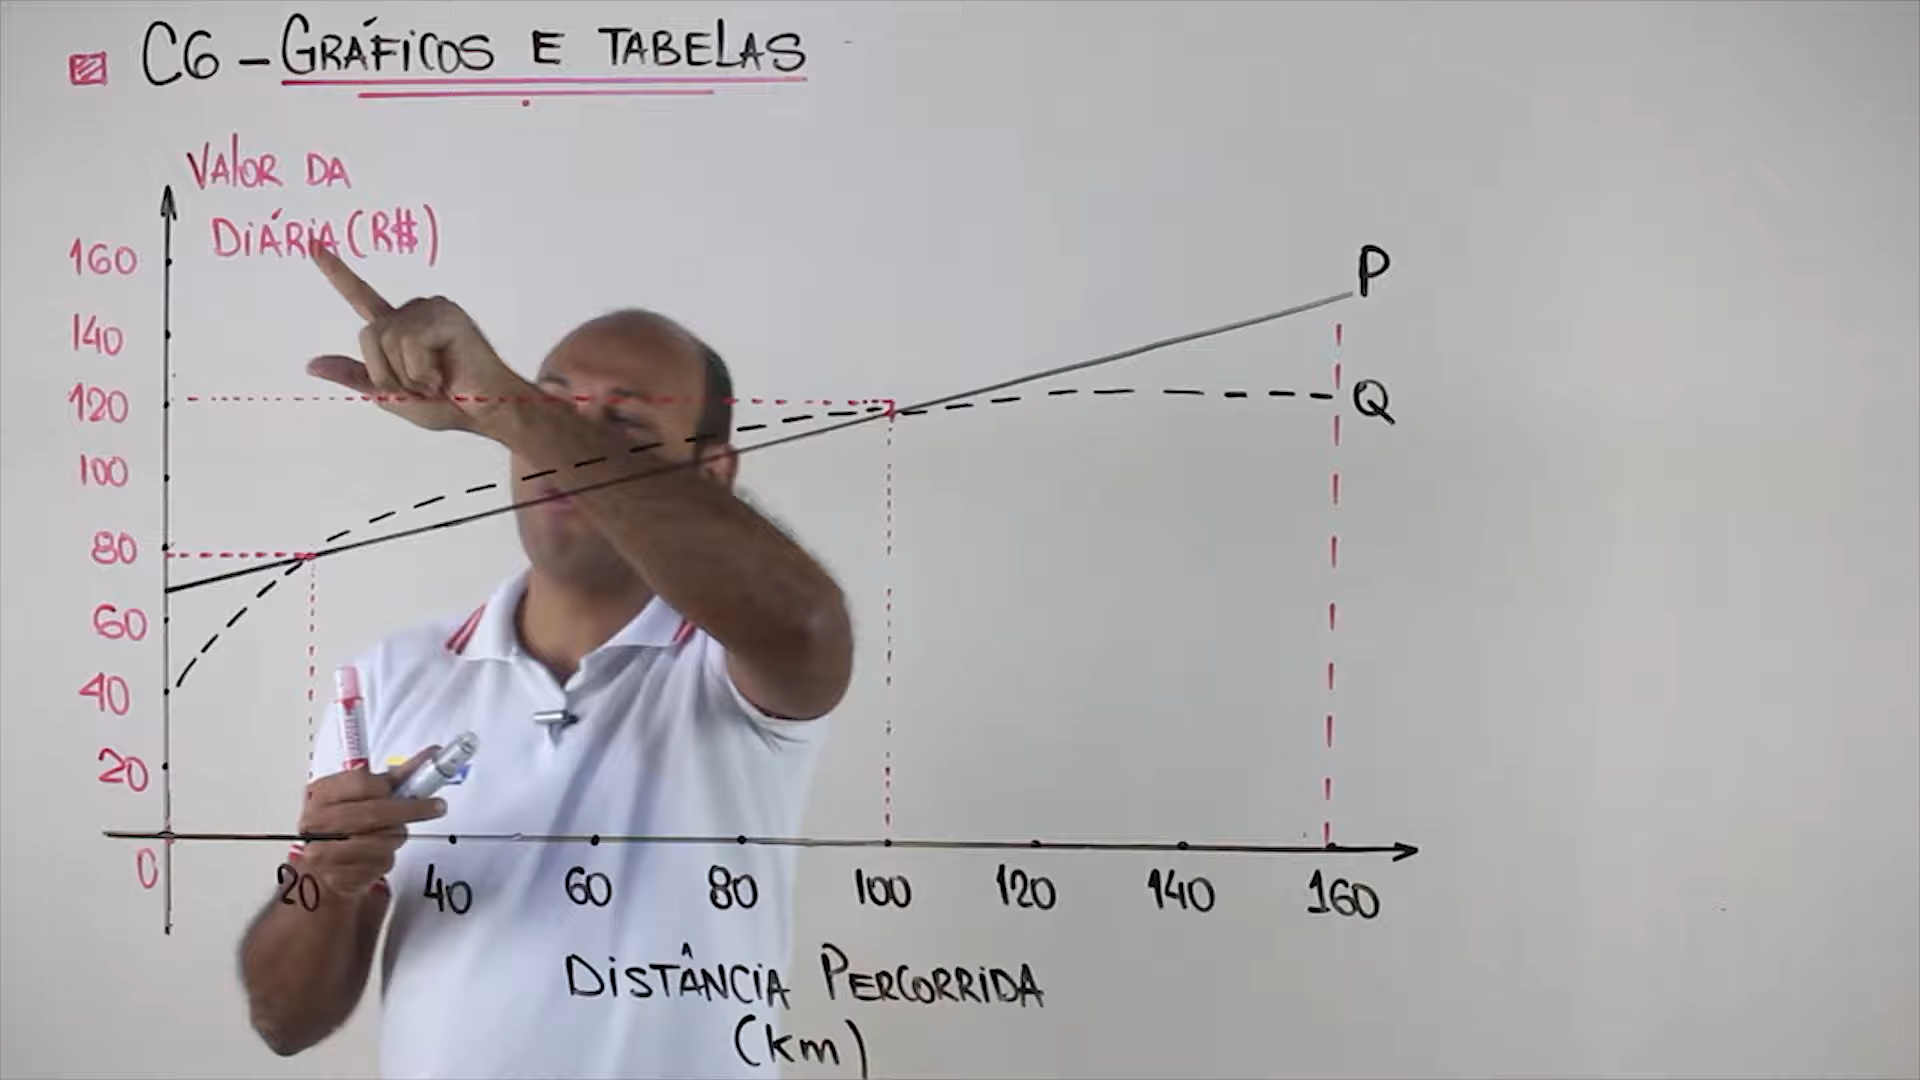 C6 - GRÁFICOS E TABELAS
VALOR DA
DIÁRIA (R$)
160
140
120
100
80
60
40
20
0
P
Q
20 40 60 80 100 120 140 160
DISTÂNCIA PERCORRIDA
(km)